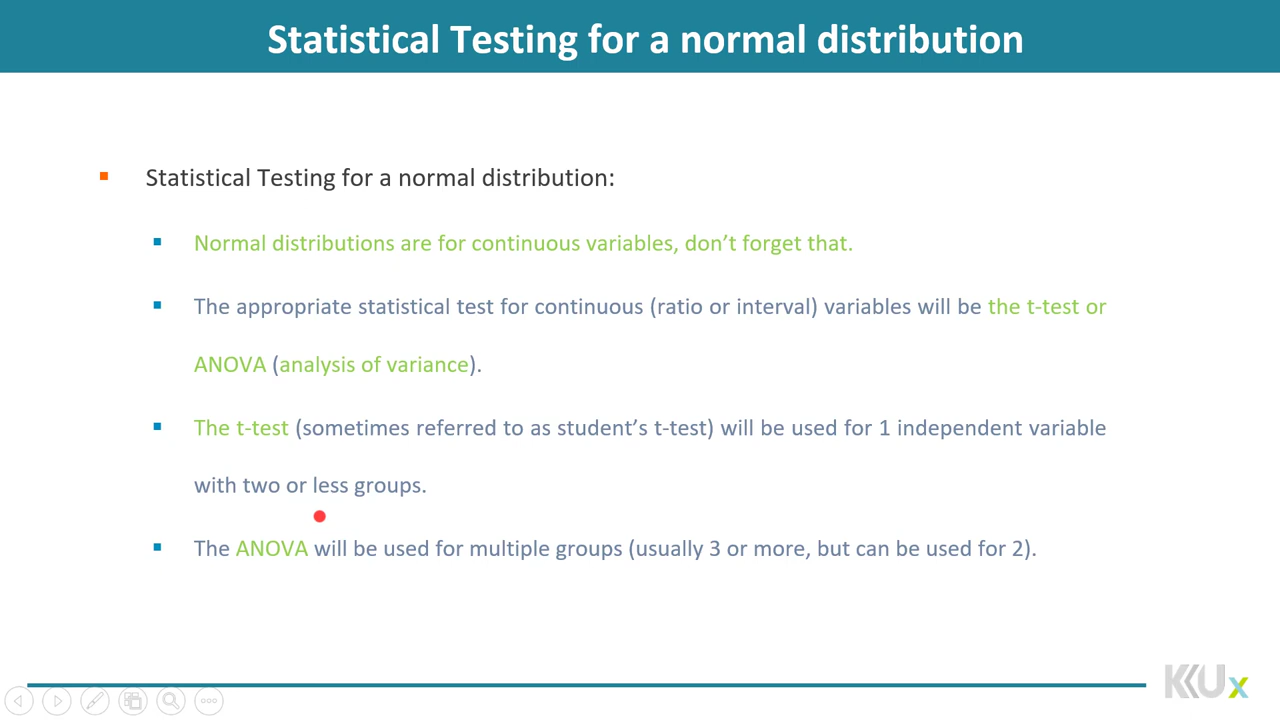 Statistical Testing for a normal distribution
Statistical Testing for a normal distribution:
Normal distributions are for continuous variables, don’t forget that.
The appropriate statistical test for continuous (ratio or interval) variables will be the t-test or
ANOVA (analysis of variance).
The t-test (sometimes referred to as student’s t-test) will be used for 1 independent variable
with two or less groups.
The ANOVA will be used for multiple groups (usually 3 or more, but can be used for 2).
KKUx